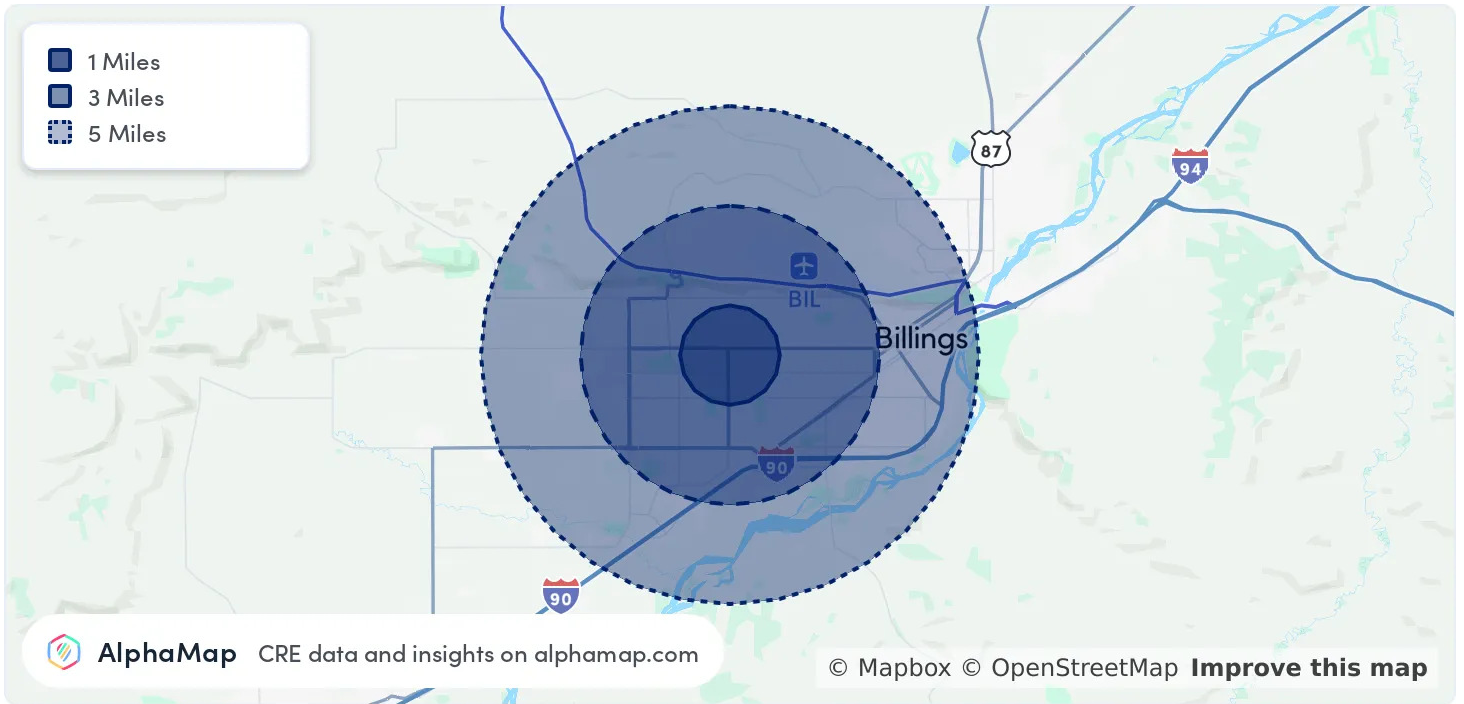 1 Miles
3 Miles
5 Miles
87
94
BIL
Billings
90
90
AlphaMap CRE data and insights on alphamap.com
© Mapbox © OpenStreetMap Improve this map